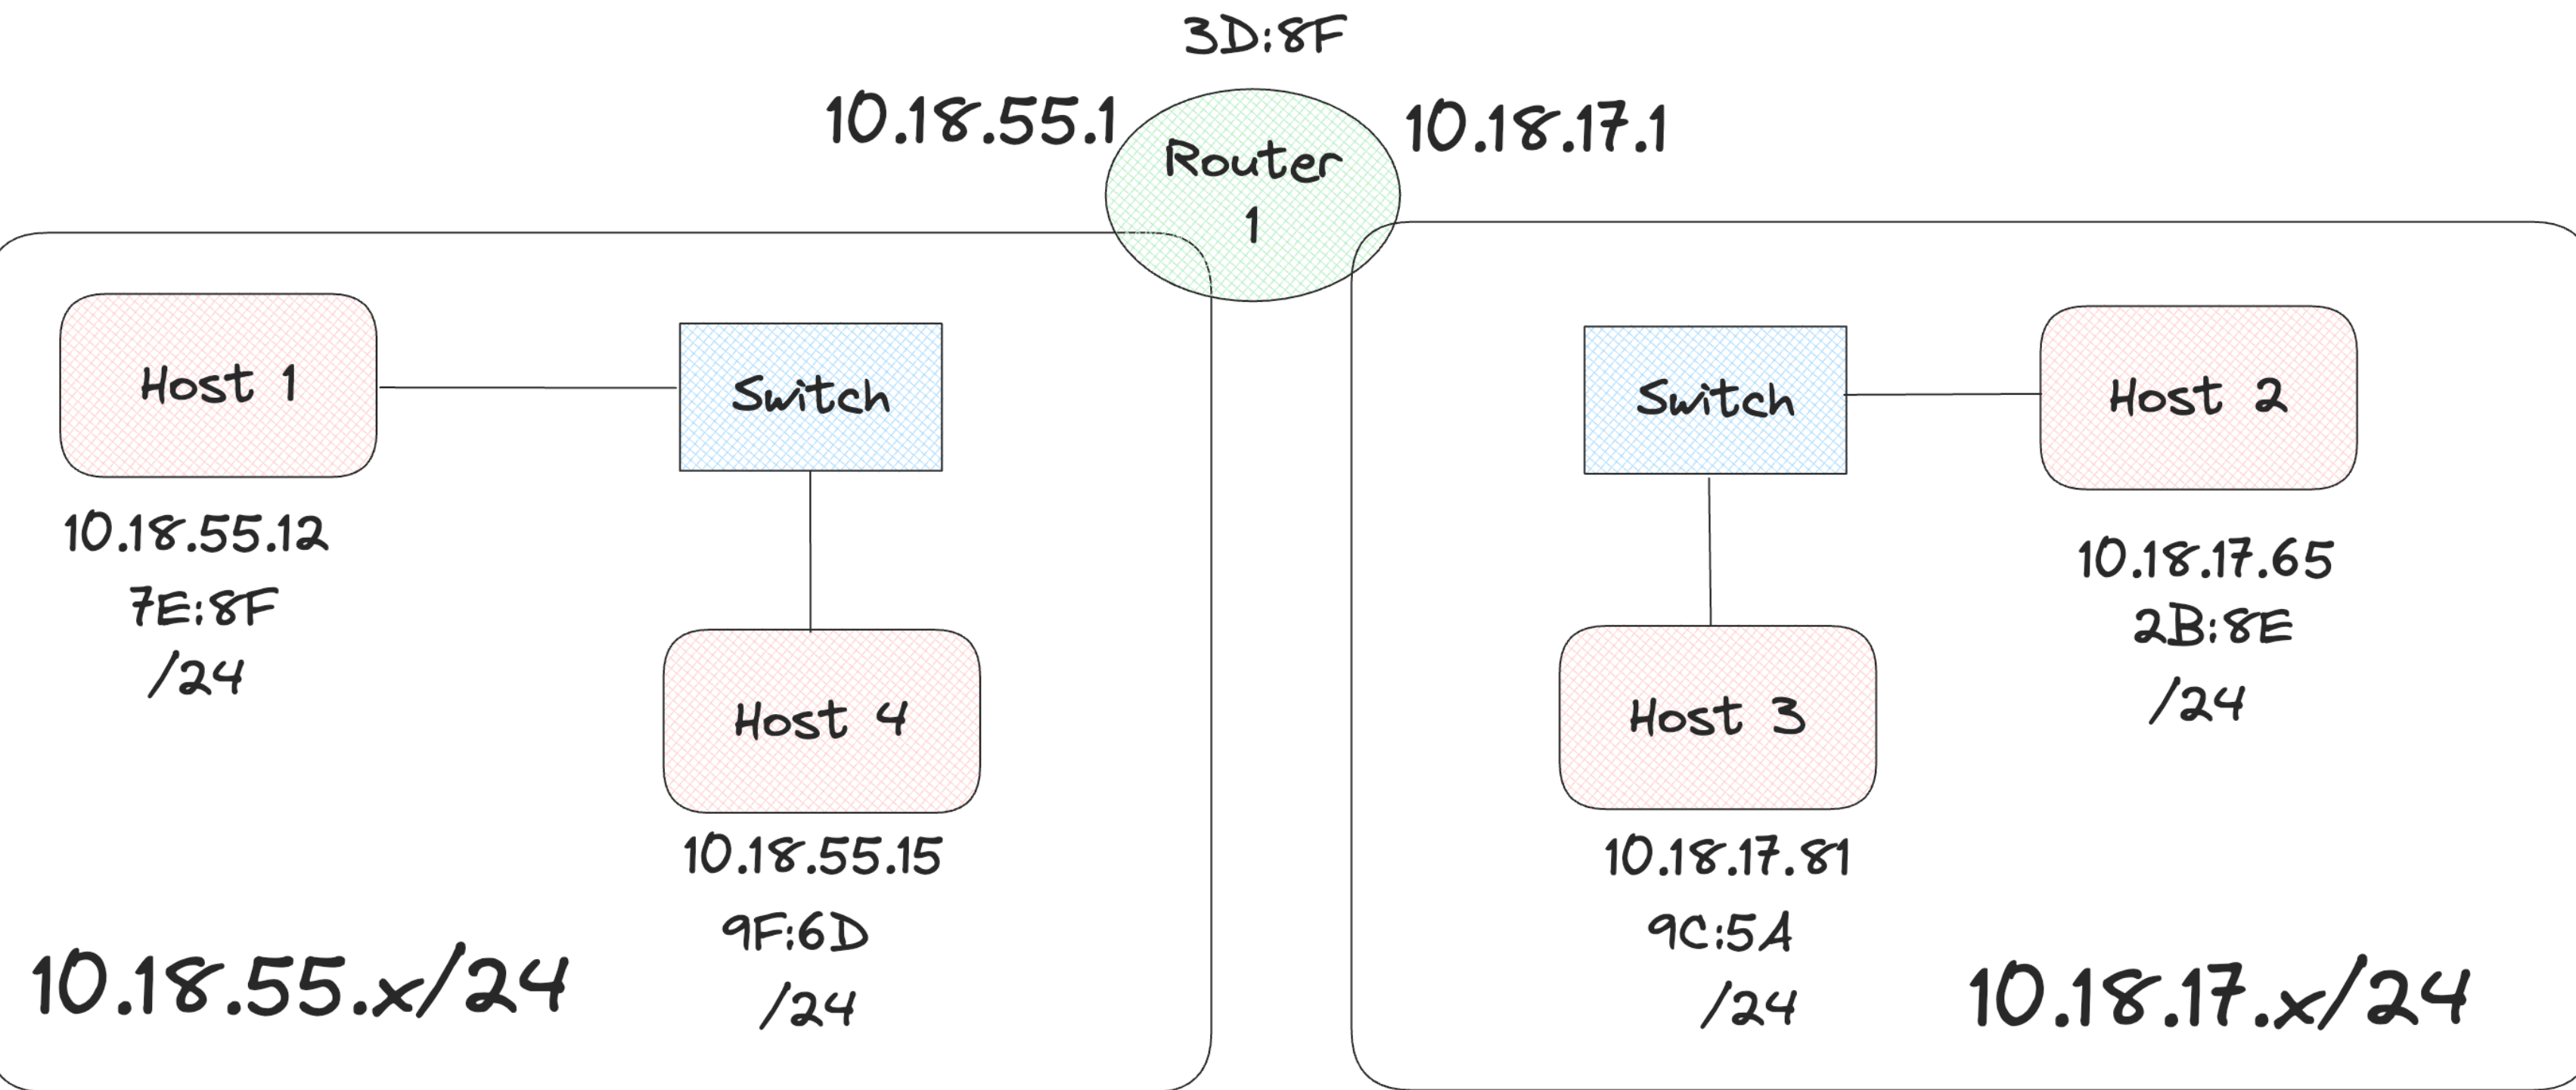 3D:8F
10.18.55.1
10.18.17.1
Router
1
Host 1
Switch
Switch
Host 2
10.18.55.12
7E:8F
/24
10.18.17.65
2B:8E
/24
Host 4
Host 3
10.18.55.15
9F:6D
/24
10.18.17.81
9C:5A
/24
10.18.55.x/24
10.18.17.x/24